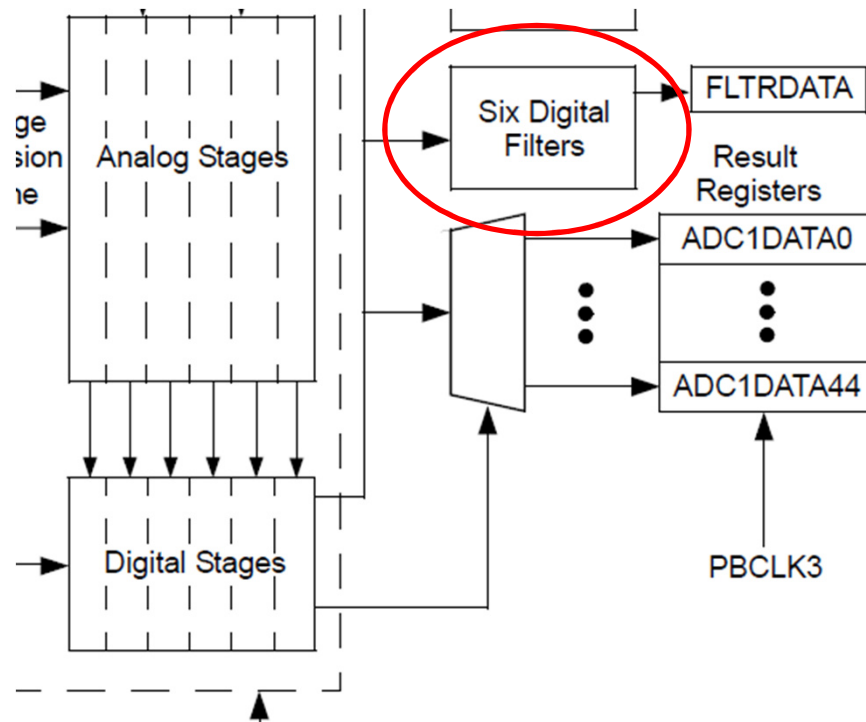 Analog Stages
Six Digital
Filters
FLTRDATA
Result
Registers
ADC1DATA0
ADC1DATA44
PBCLK3
Digital Stages